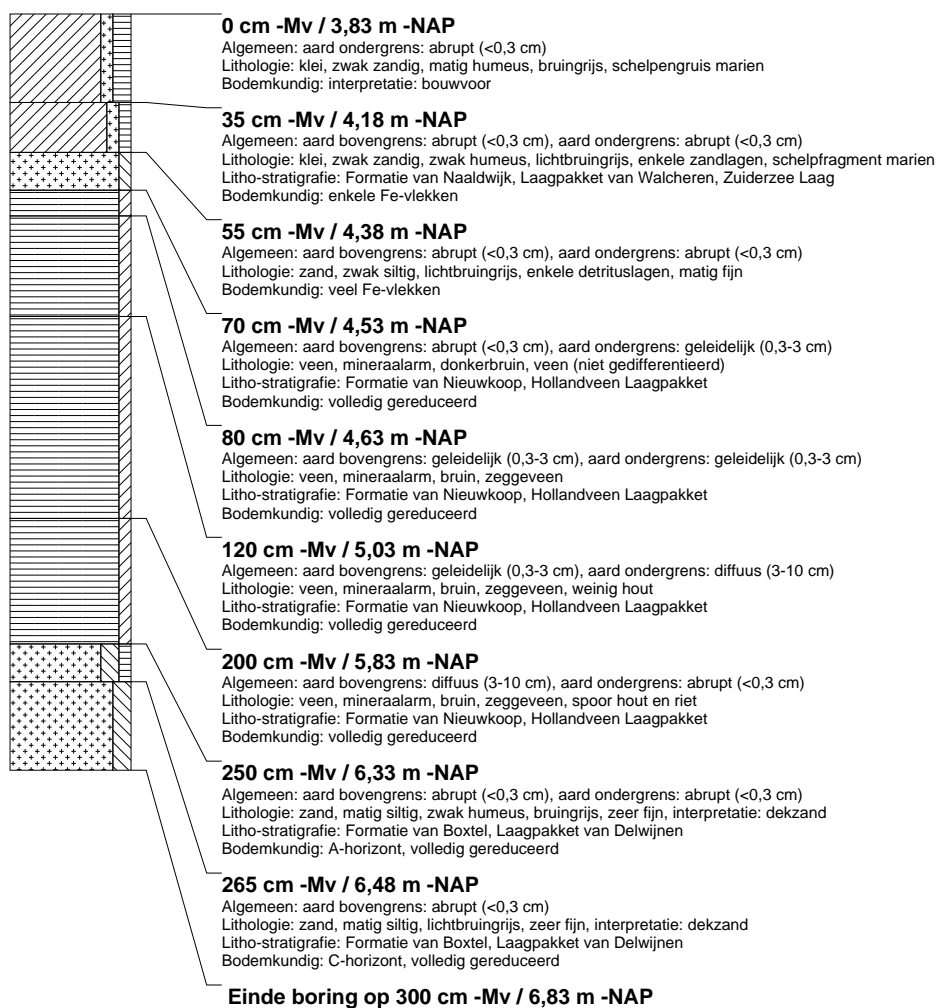 0 cm -Mv / 3,83 m -NAP
Algemeen: aard ondergrens: abrupt (<0,3 cm)
Lithologie: klei, zwak zandig, matig humeus, bruingrijs, schelpengruis marien
Bodemkundig: interpretatie: bouwvoor
35 cm -Mv / 4,18 m -NAP
Algemeen: aard bovengrens: abrupt (<0,3 cm), aard ondergrens: abrupt (<0,3 cm)
Lithologie: klei, zwak zandig, zwak humeus, lichtbruingrijs, enkele zandlagen, schelpfragment marien
Litho-stratigrafie: Formatie van Naaldwijk, Laagpakket van Walcheren, Zuiderzee Laag
Bodemkundig: enkele Fe-vlekken
55 cm -Mv / 4,38 m -NAP
Algemeen: aard bovengrens: abrupt (<0,3 cm), aard ondergrens: abrupt (<0,3 cm)
Lithologie: zand, zwak siltig, lichtbruingrijs, enkele detrituslagen, matig fijn
Bodemkundig: veel Fe-vlekken
70 cm -Mv / 4,53 m -NAP
Algemeen: aard bovengrens: abrupt (<0,3 cm), aard ondergrens: geleidelijk (0,3-3 cm)
Lithologie: veen, mineraalarm, donkerbruin, veen (niet gedifferentieerd)
Litho-stratigrafie: Formatie van Nieuwkoop, Hollandveen Laagpakket
Bodemkundig: volledig gereduceerd
80 cm -Mv / 4,63 m -NAP
Algemeen: aard bovengrens: geleidelijk (0,3-3 cm), aard ondergrens: geleidelijk (0,3-3 cm)
Lithologie: veen, mineraalarm, bruin, zeggeveen
Litho-stratigrafie: Formatie van Nieuwkoop, Hollandveen Laagpakket
Bodemkundig: volledig gereduceerd
120 cm -Mv / 5,03 m -NAP
Algemeen: aard bovengrens: geleidelijk (0,3-3 cm), aard ondergrens: diffuus (3-10 cm)
Lithologie: veen, mineraalarm, bruin, zeggeveen, weinig hout
Litho-stratigrafie: Formatie van Nieuwkoop, Hollandveen Laagpakket
Bodemkundig: volledig gereduceerd
200 cm -Mv / 5,83 m -NAP
Algemeen: aard bovengrens: diffuus (3-10 cm), aard ondergrens: abrupt (<0,3 cm)
Lithologie: veen, mineraalarm, bruin, zeggeveen, spoor hout en riet
Litho-stratigrafie: Formatie van Nieuwkoop, Hollandveen Laagpakket
Bodemkundig: volledig gereduceerd
250 cm -Mv / 6,33 m -NAP
Algemeen: aard bovengrens: abrupt (<0,3 cm), aard ondergrens: abrupt (<0,3 cm)
Lithologie: zand, matig siltig, zwak humeus, bruingrijs, zeer fijn, interpretatie: dekzand
Litho-stratigrafie: Formatie van Boxtel, Laagpakket van Delwijnen
Bodemkundig: A-horizont, volledig gereduceerd
265 cm -Mv / 6,48 m -NAP
Algemeen: aard bovengrens: abrupt (<0,3 cm)
Lithologie: zand, matig siltig, lichtbruingrijs, zeer fijn, interpretatie: dekzand
Litho-stratigrafie: Formatie van Boxtel, Laagpakket van Delwijnen
Bodemkundig: C-horizont, volledig gereduceerd
Einde boring op 300 cm -Mv / 6,83 m -NAP